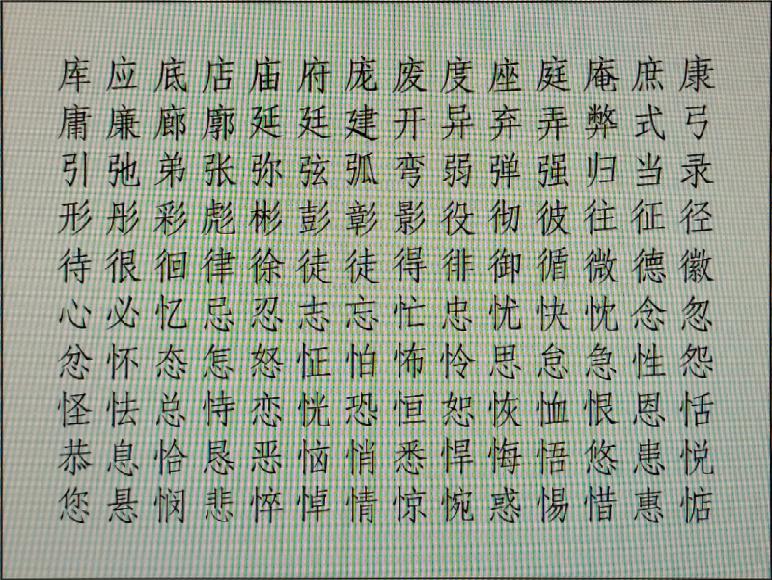 库应底店庙府庞废度座庭庵庶康
庸廉廊廓延廷建开异弃弄弊式弓
引弛弟张弥弦弧弯弱弹强归当录
形彤彩彪彬彭彰影役彻彼往征径
待很徊律徐徒徒得徘御循微德徽
心必忆忌忍志忘忙忠忧快忱念忽
忿怀态怎怒怔怕怖怜思怠急性怨
怪怯总恃恋恍恐恒恕恢恤恨恩恬
恭息恰恳恶恼悄悉悍悔悟悠患悦
您悬悯悲悴悼情惊惋惑惕惜惠惦